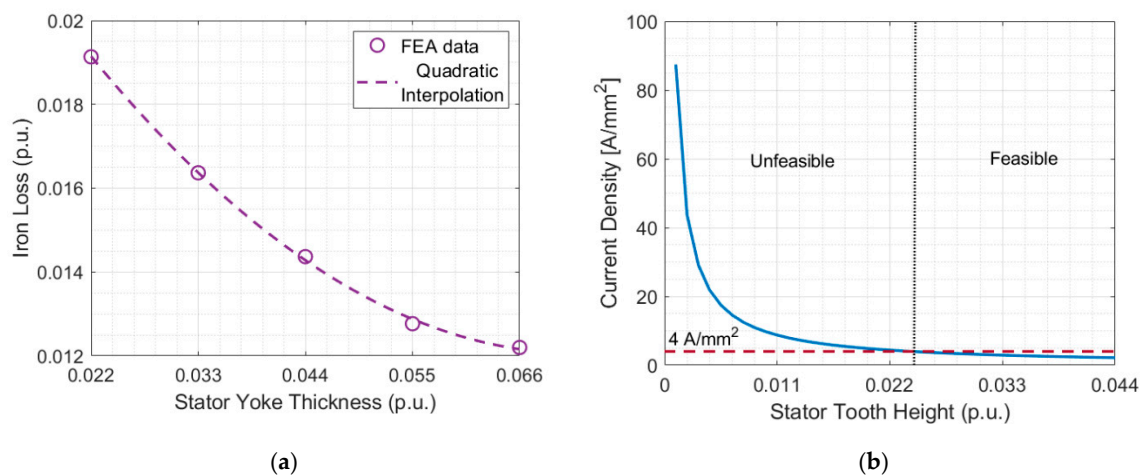 0.02
0.018
0.016
0.014
0.012
Iron Loss (p.u.)
FEA data
Quadratic
Interpolation
0.022 0.033 0.044 0.055 0.066
Stator Yoke Thickness (p.u.)
(a)
100
80
60
40
20
0
Current Density [A/mm²]
Unfeasible Feasible
4 A/mm²
0 0.011 0.022 0.033 0.044
Stator Tooth Height (p.u.)
(b)